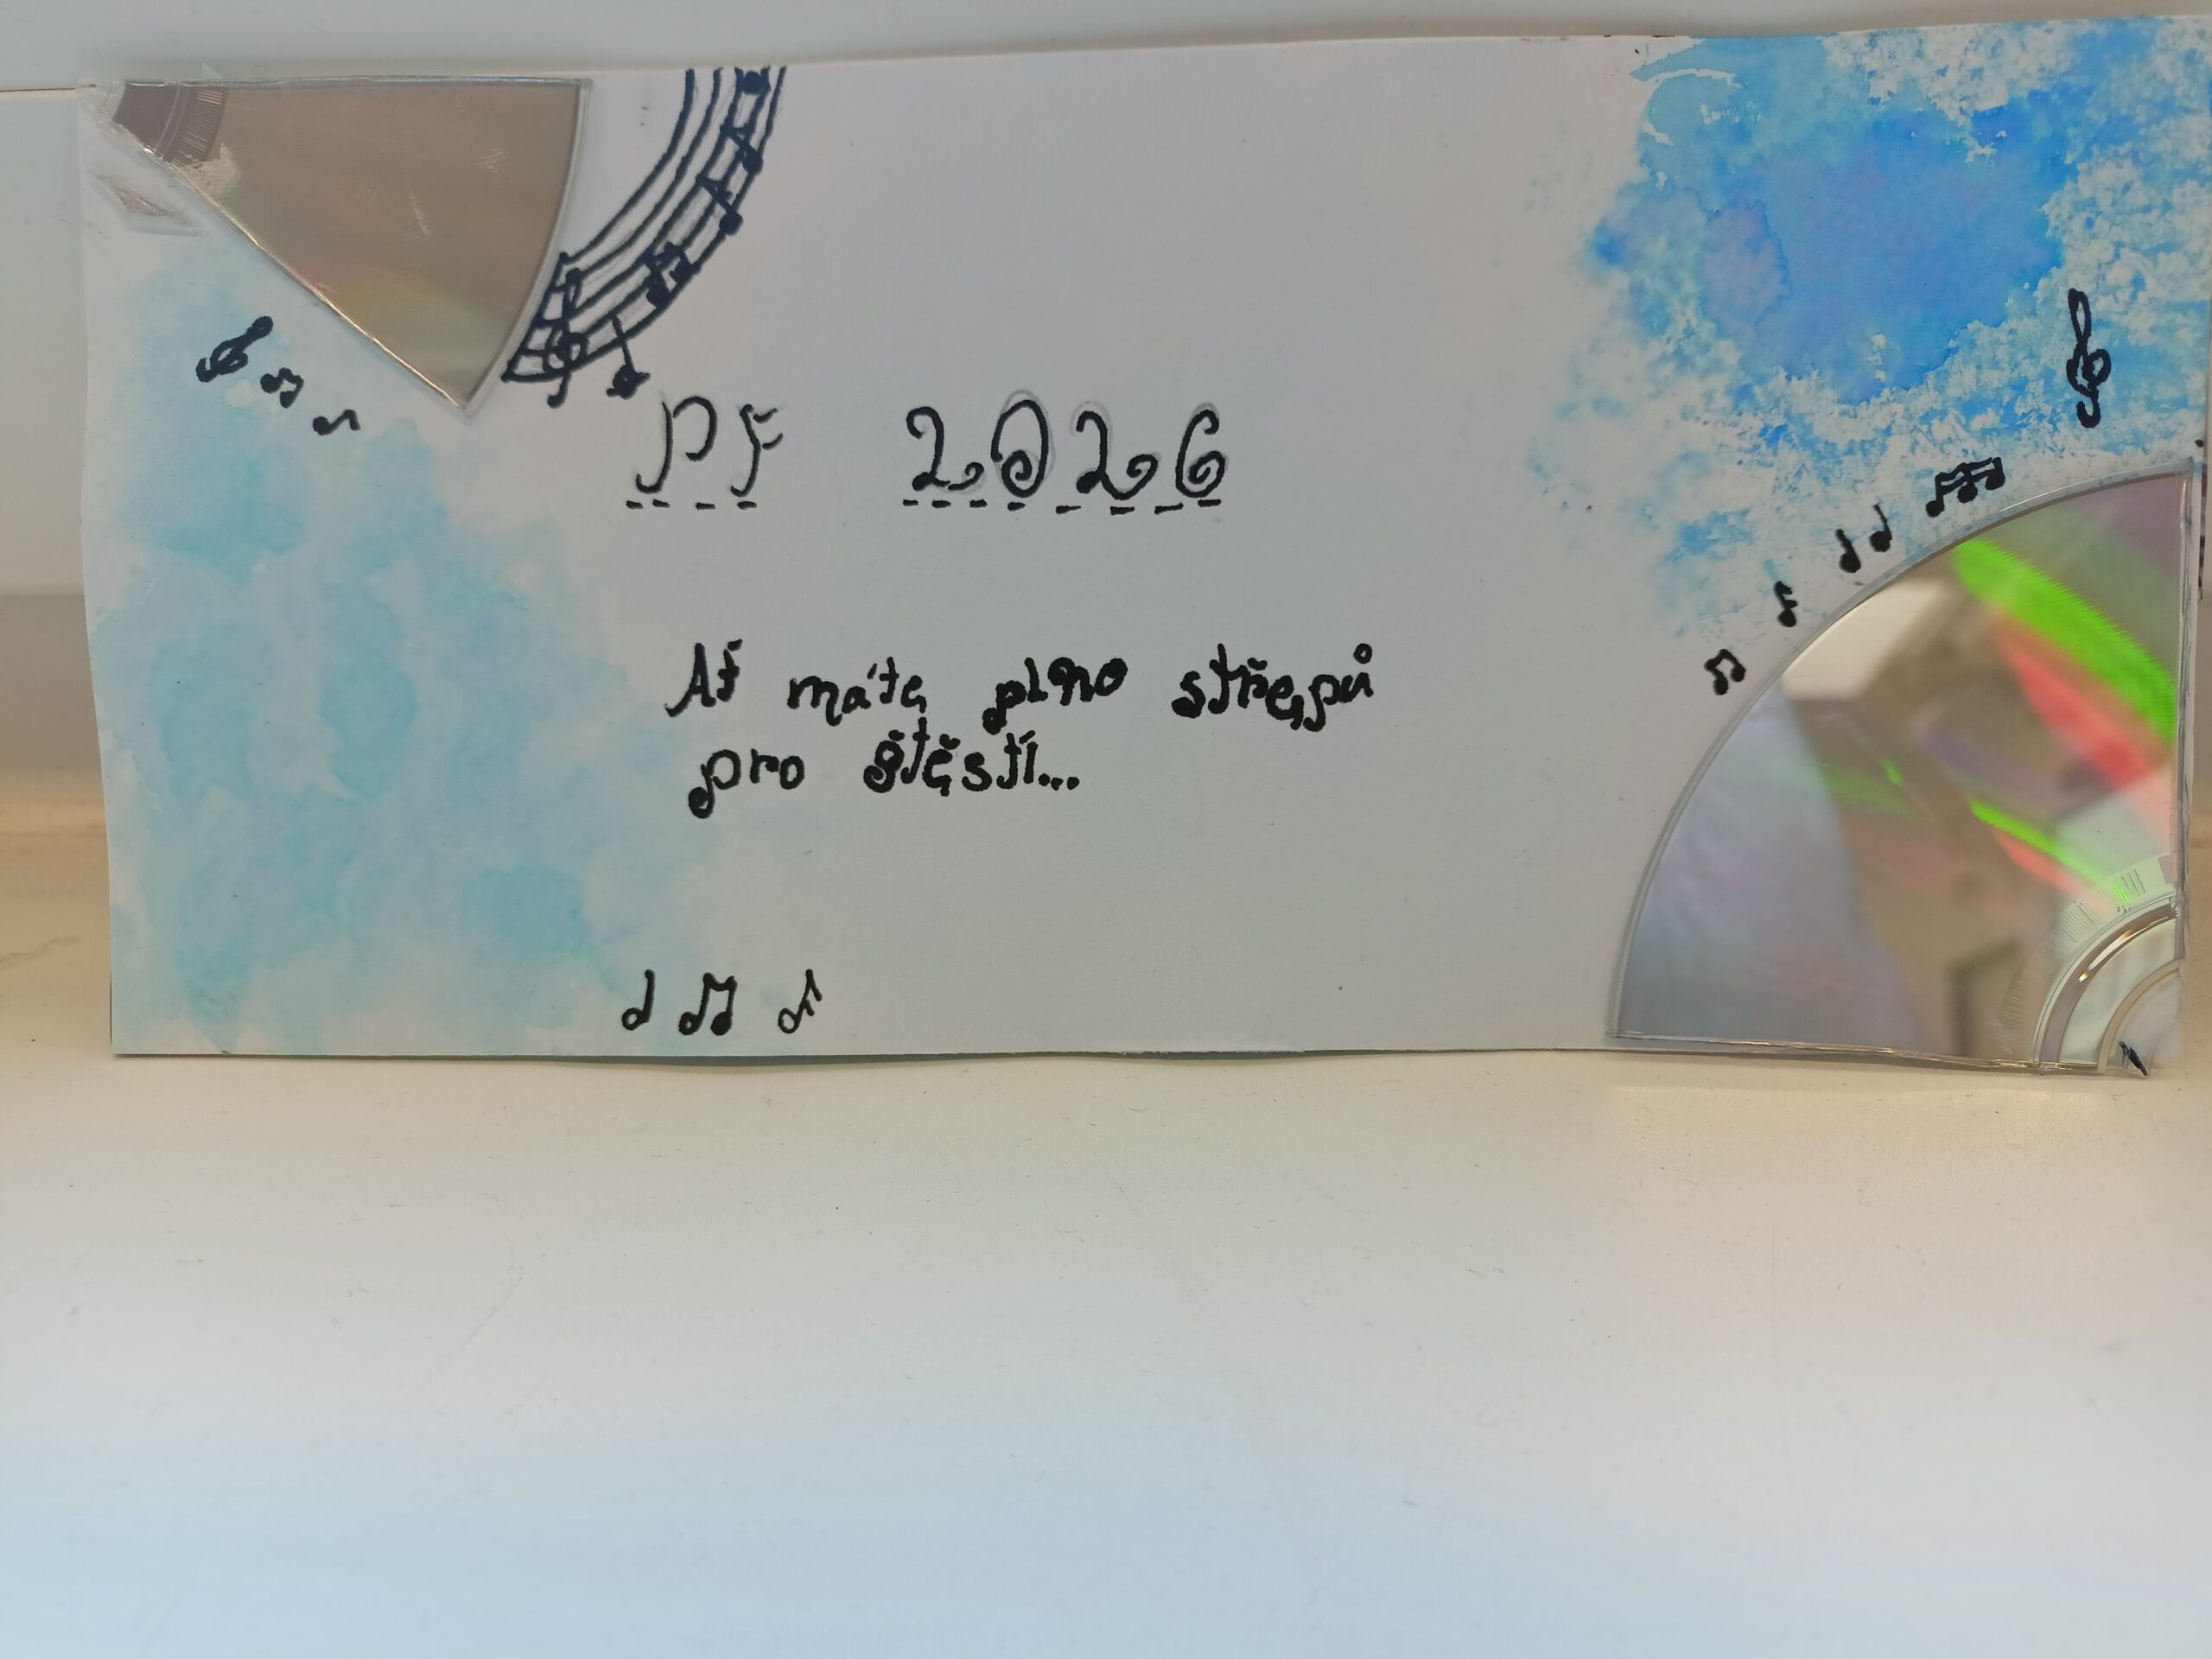 PF 2026
Ať máte plno střepů
pro štěstí...